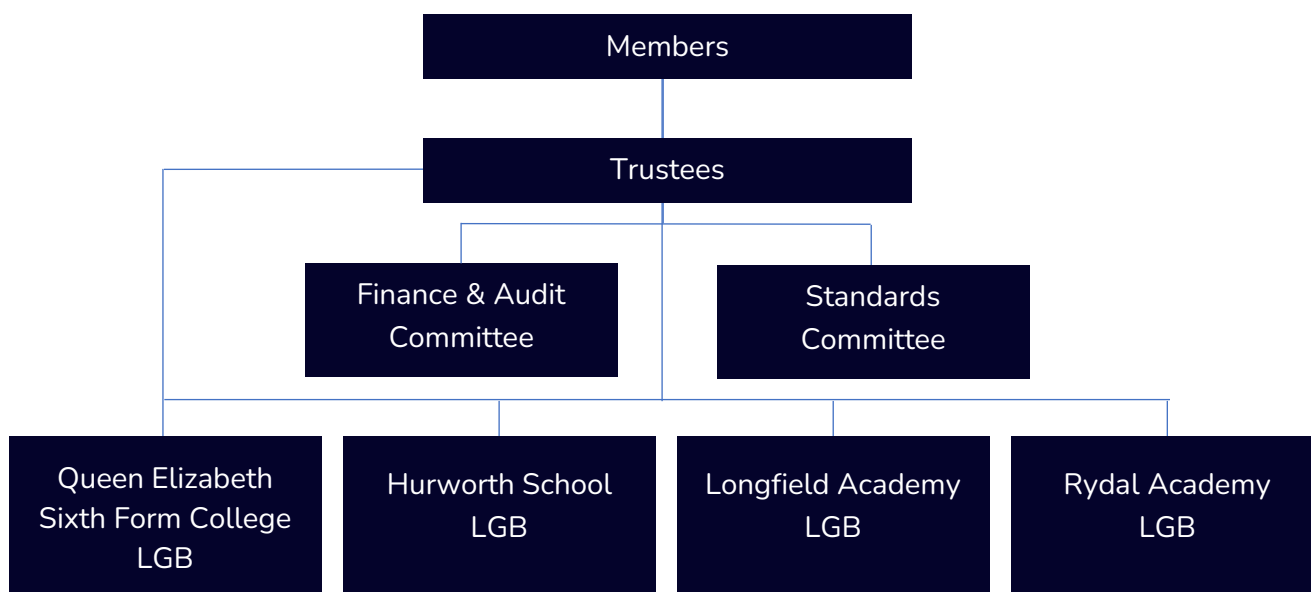 Members
Trustees
Finance & Audit
Committee
Standards
Committee
Queen Elizabeth
Sixth Form College
LGB
Hurworth School
LGB
Longfield Academy
LGB
Rydal Academy
LGB